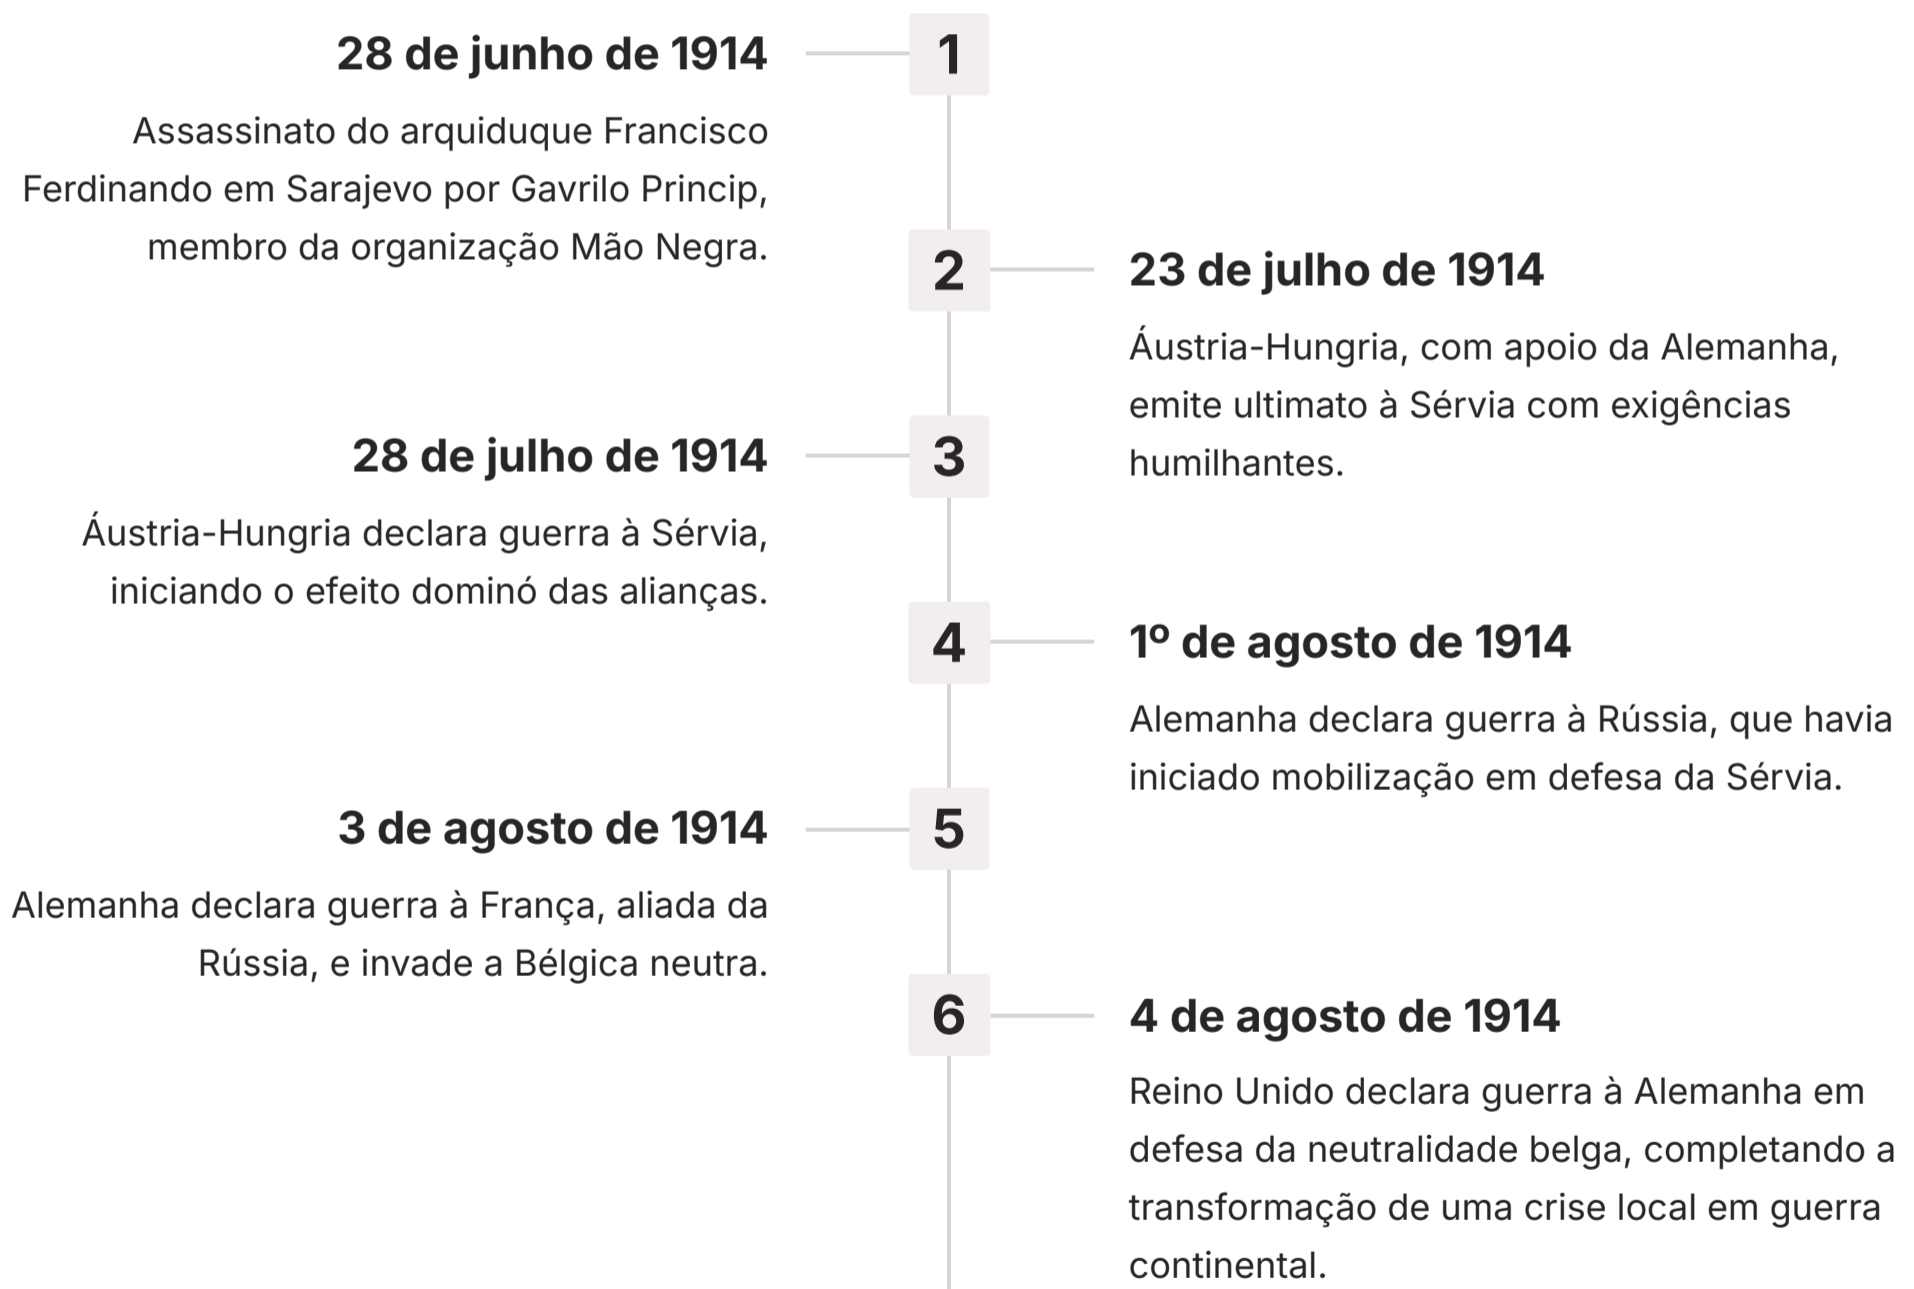 1
28 de junho de 1914
Assassinato do arquiduque Francisco
Ferdinando em Sarajevo por Gavrilo Princip,
membro da organização Mão Negra.
2
23 de julho de 1914
Áustria-Hungria, com apoio da Alemanha,
emite ultimato à Sérvia com exigências
humilhantes.
3
28 de julho de 1914
Áustria-Hungria declara guerra à Sérvia,
iniciando o efeito dominó das alianças.
4
1º de agosto de 1914
Alemanha declara guerra à Rússia, que havia
iniciado mobilização em defesa da Sérvia.
5
3 de agosto de 1914
Alemanha declara guerra à França, aliada da
Rússia, e invade a Bélgica neutra.
6
4 de agosto de 1914
Reino Unido declara guerra à Alemanha em
defesa da neutralidade belga, completando a
transformação de uma crise local em guerra
continental.